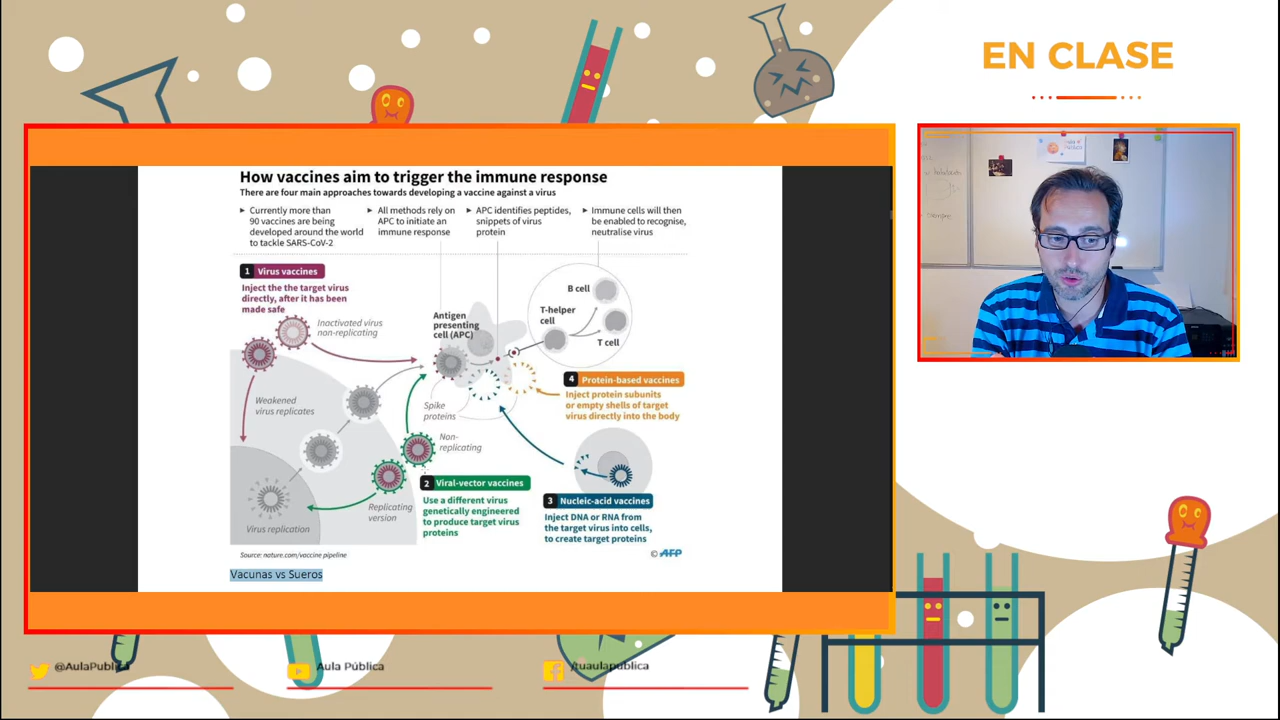 EN CLASE
How vaccines aim to trigger the immune response
There are four main approaches towards developing a vaccine against a virus
Currently more than
90 vaccines are being
developed around the world
to tackle SARS-CoV-2
All methods rely on
APC to initiate an
immune response
APC identifies peptides,
snippets of virus
protein
Immune cells will then
be enabled to recognise,
neutralise virus
1 Virus vaccines
Inject the the target virus
directly, after it has been
made safe
Inactivated virus
non-replicating
Antigen
presenting
cell (APC)
B cell
T-helper
cell
T cell
Weakened
virus replicates
Spike
proteins
4 Protein-based vaccines
Inject protein subunits
or empty shells of target
virus directly into the body
Non-
replicating
2 Viral-vector vaccines
Use a different virus
genetically engineered
to produce target virus
proteins
Replicating
version
Virus replication
3 Nucleic-acid vaccines
Inject DNA or RNA from
the target virus into cells,
to create target proteins
Source: nature.com/vaccine pipeline
© AFP
Vacunas vs Sueros
@AulaPublica
Aula Pública
/tuaulapublica